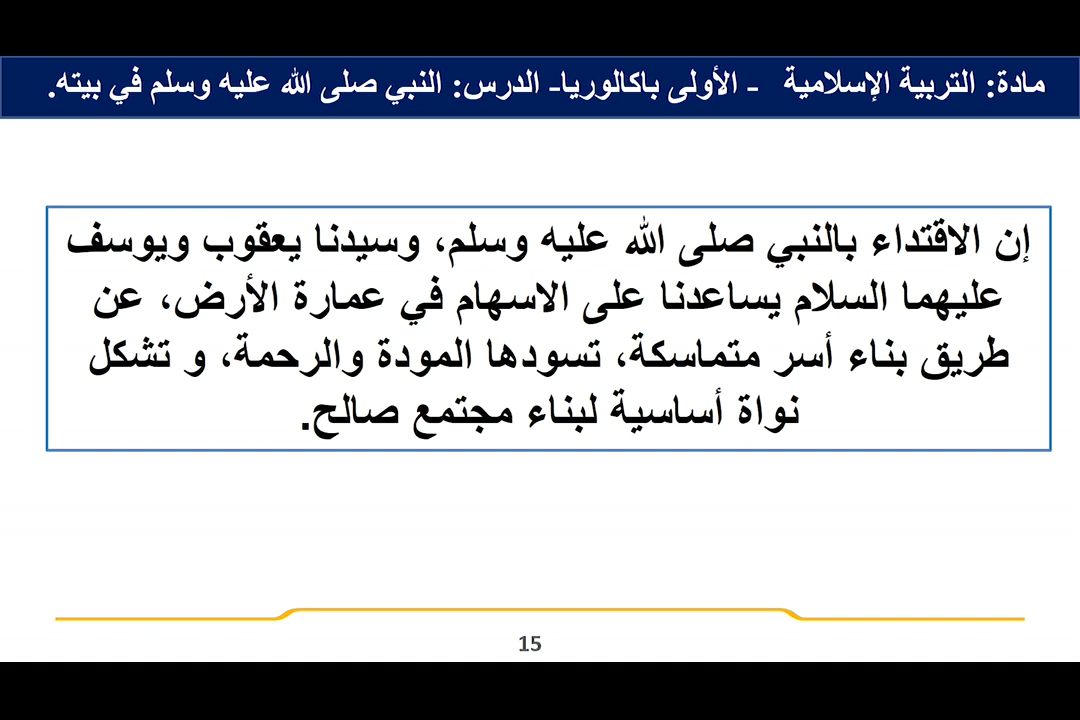 مادة: التربية الإسلامية - الأولى باكالوريا- الدرس: النبي صلى الله عليه وسلم في بيته.
إن الاقتداء بالنبي صلى الله عليه وسلم، وسيدنا يعقوب ويوسف
عليهما السلام يساعدنا على الاسهام في عمارة الأرض، عن
طريق بناء أسر متماسكة، تسودها المودة والرحمة، و تشكل
نواة أساسية لبناء مجتمع صالح.
15